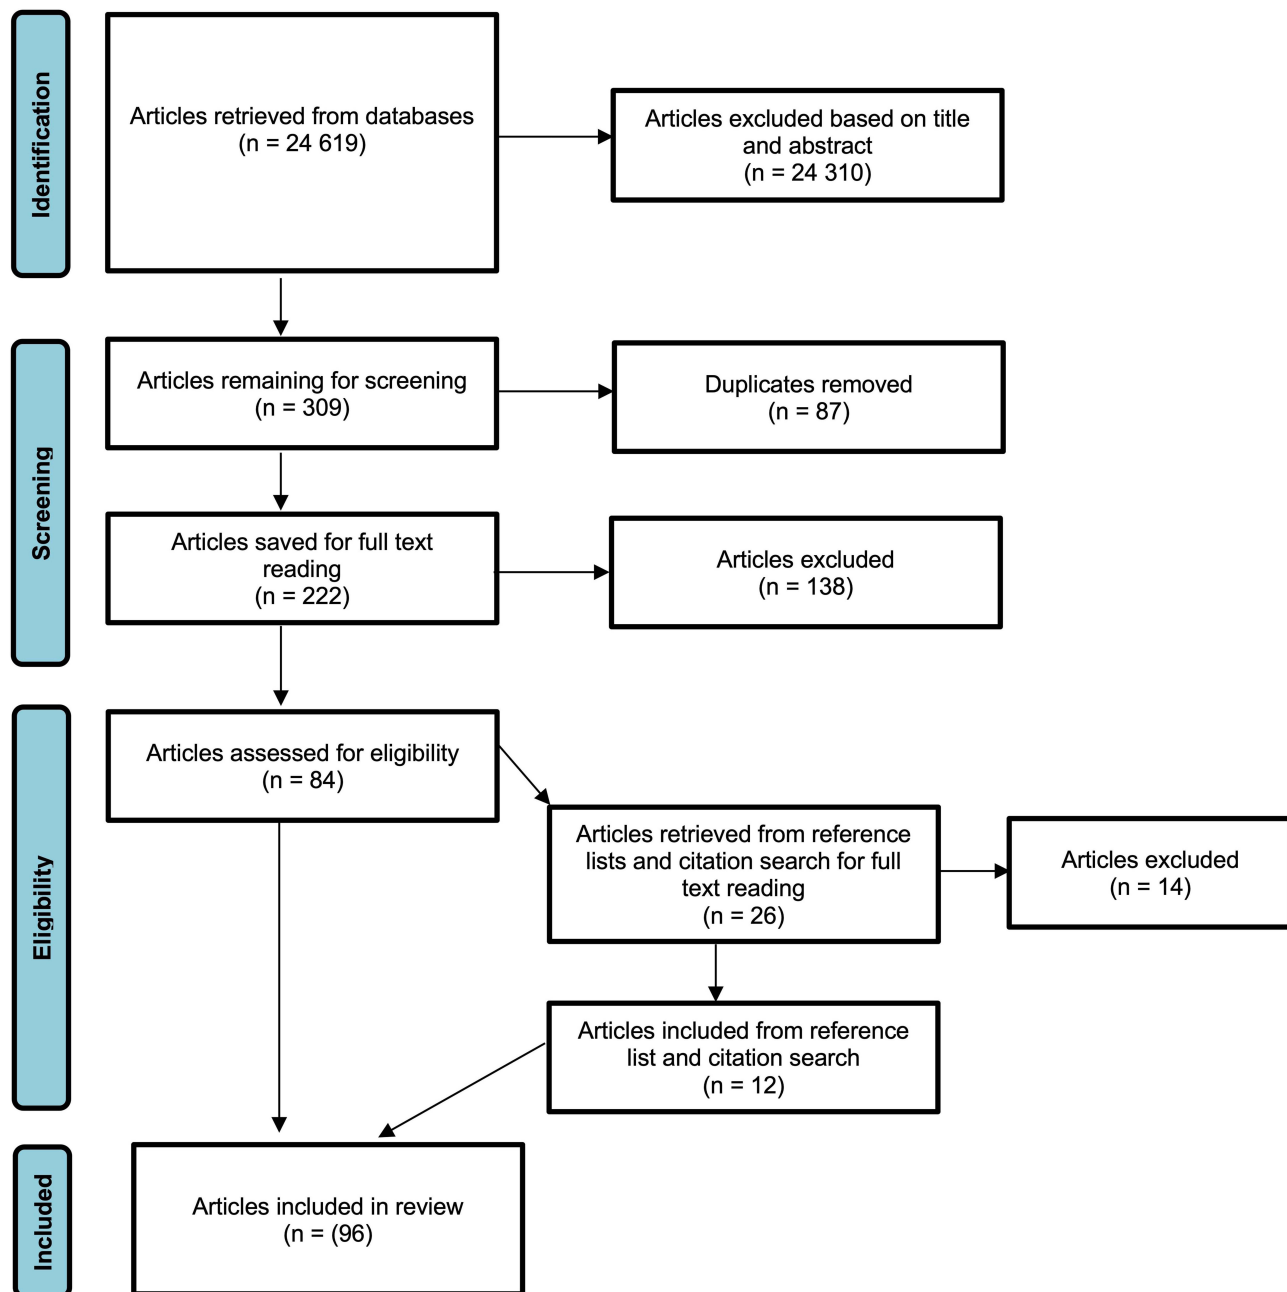 Identification
Articles retrieved from databases
(n = 24 619)
Articles excluded based on title
and abstract
(n = 24 310)
Screening
Articles remaining for screening
(n = 309)
Duplicates removed
(n = 87)
Articles saved for full text
reading
(n = 222)
Articles excluded
(n = 138)
Eligibility
Articles assessed for eligibility
(n = 84)
Articles retrieved from reference
lists and citation search for full
text reading
(n = 26)
Articles excluded
(n = 14)
Articles included from reference
list and citation search
(n = 12)
Included
Articles included in review
(n = (96)